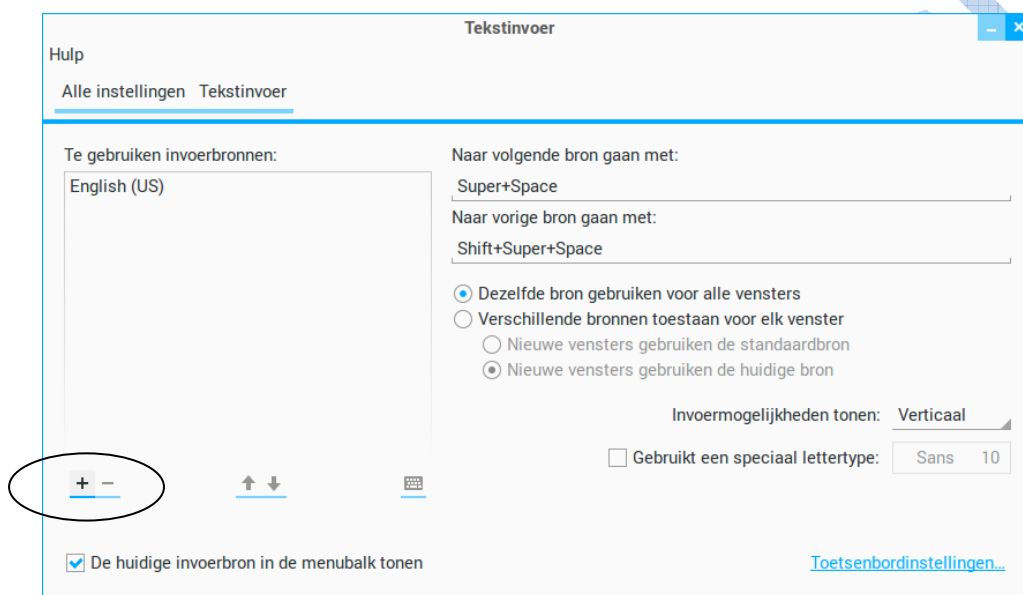 Tekstinvoer
Hulp
Alle instellingen Tekstinvoer
Te gebruiken invoerbronnen:
English (US)
Naar volgende bron gaan met:
Super+Space
Naar vorige bron gaan met:
Shift+Super+Space
Dezelfde bron gebruiken voor alle vensters
Verschillende bronnen toestaan voor elk venster
Nieuwe vensters gebruiken de standaardbron
Nieuwe vensters gebruiken de huidige bron
Invoermogelijkheden tonen: Verticaal
Gebruikt een speciaal lettertype: Sans 10
De huidige invoerbron in de menubalk tonen
Toetsenbordinstellingen...